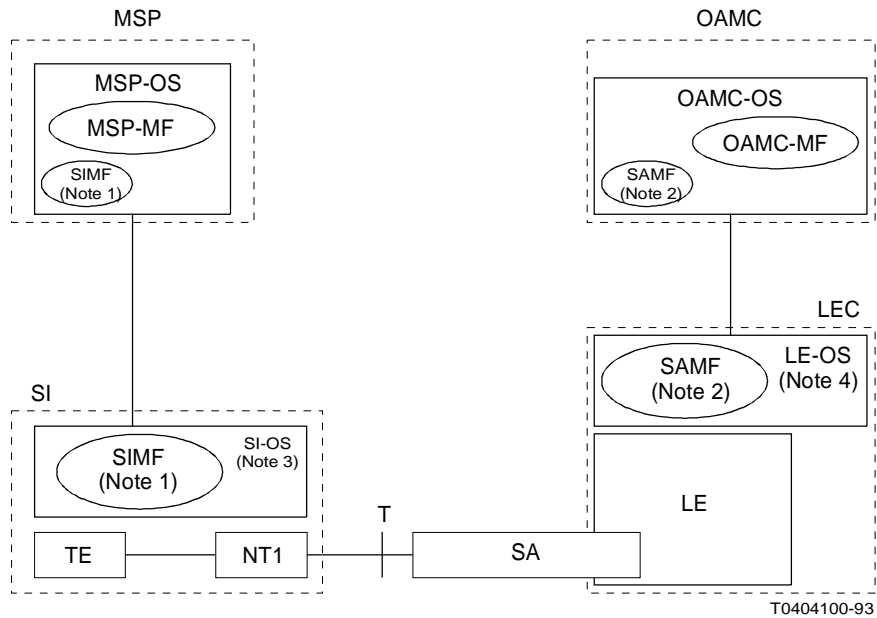 MSP
OAMC
MSP-OS
MSP-MF
SIMF
(Note 1)
OAMC-OS
OAMC-MF
SAMF
(Note 2)
LEC
SAMF
(Note 2)
LE-OS
(Note 4)
SI
SIMF
(Note 1)
SI-OS
(Note 3)
T
LE
TE
NT1
SA
T0404100-93